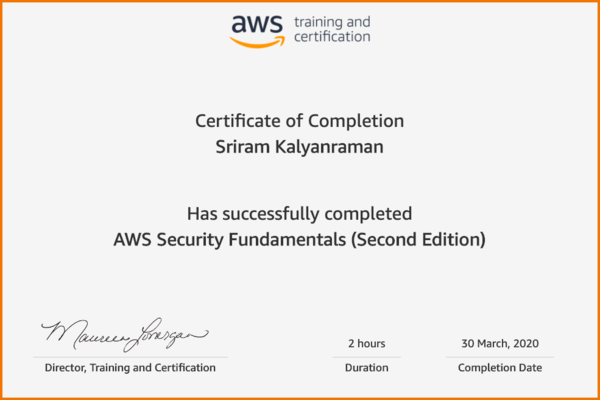 aws training and
certification
Certificate of Completion
Sriram Kalyanraman
Has successfully completed
AWS Security Fundamentals (Second Edition)
Maureen Lonergan
2 hours
30 March, 2020
Director, Training and Certification
Duration
Completion Date